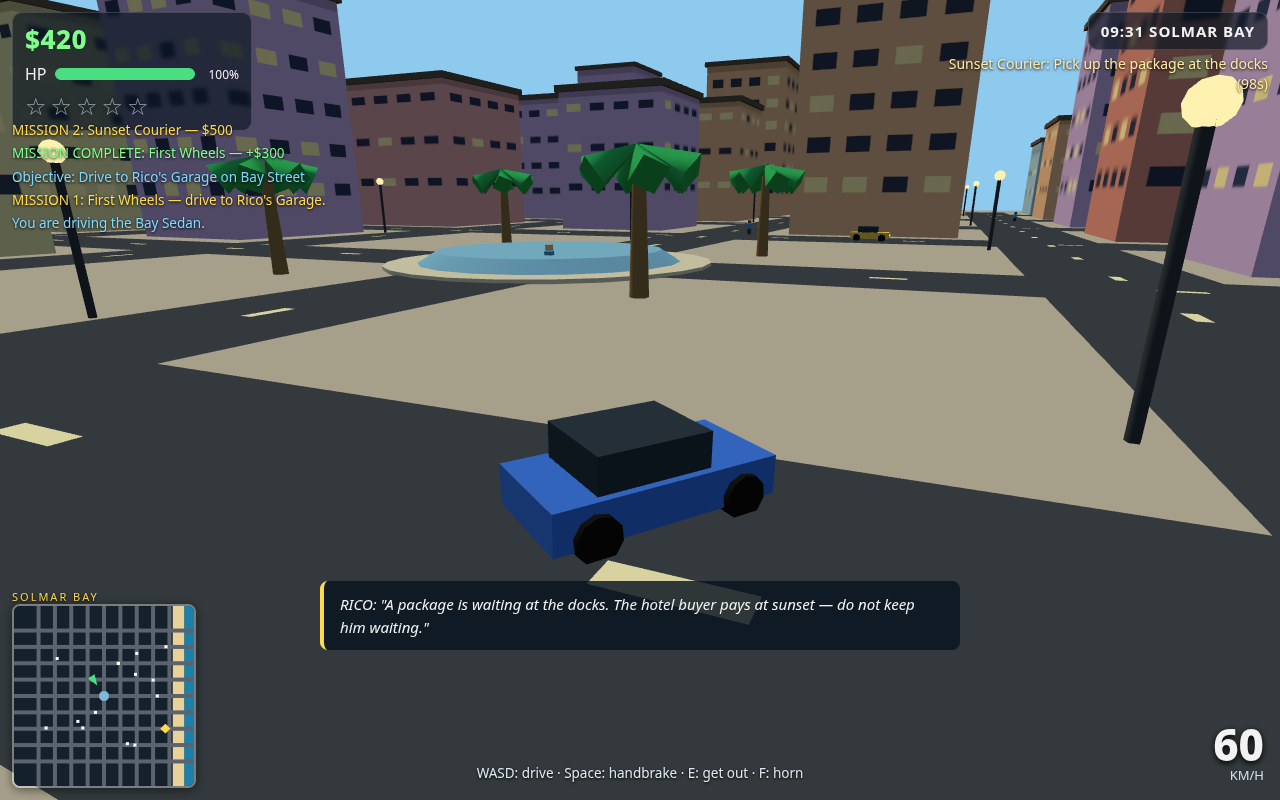 $420
HP 100%
09:31 SOLMAR BAY
Sunset Courier: Pick up the package at the docks
(98s)
MISSION 2: Sunset Courier — $500
MISSION COMPLETE: First Wheels — +$300
Objective: Drive to Rico's Garage on Bay Street
MISSION 1: First Wheels — drive to Rico's Garage.
You are driving the Bay Sedan.
RICO: "A package is waiting at the docks. The hotel buyer pays at sunset — do not keep
him waiting."
SOLMAR BAY
60
KM/H
WASD: drive · Space: handbrake · E: get out · F: horn